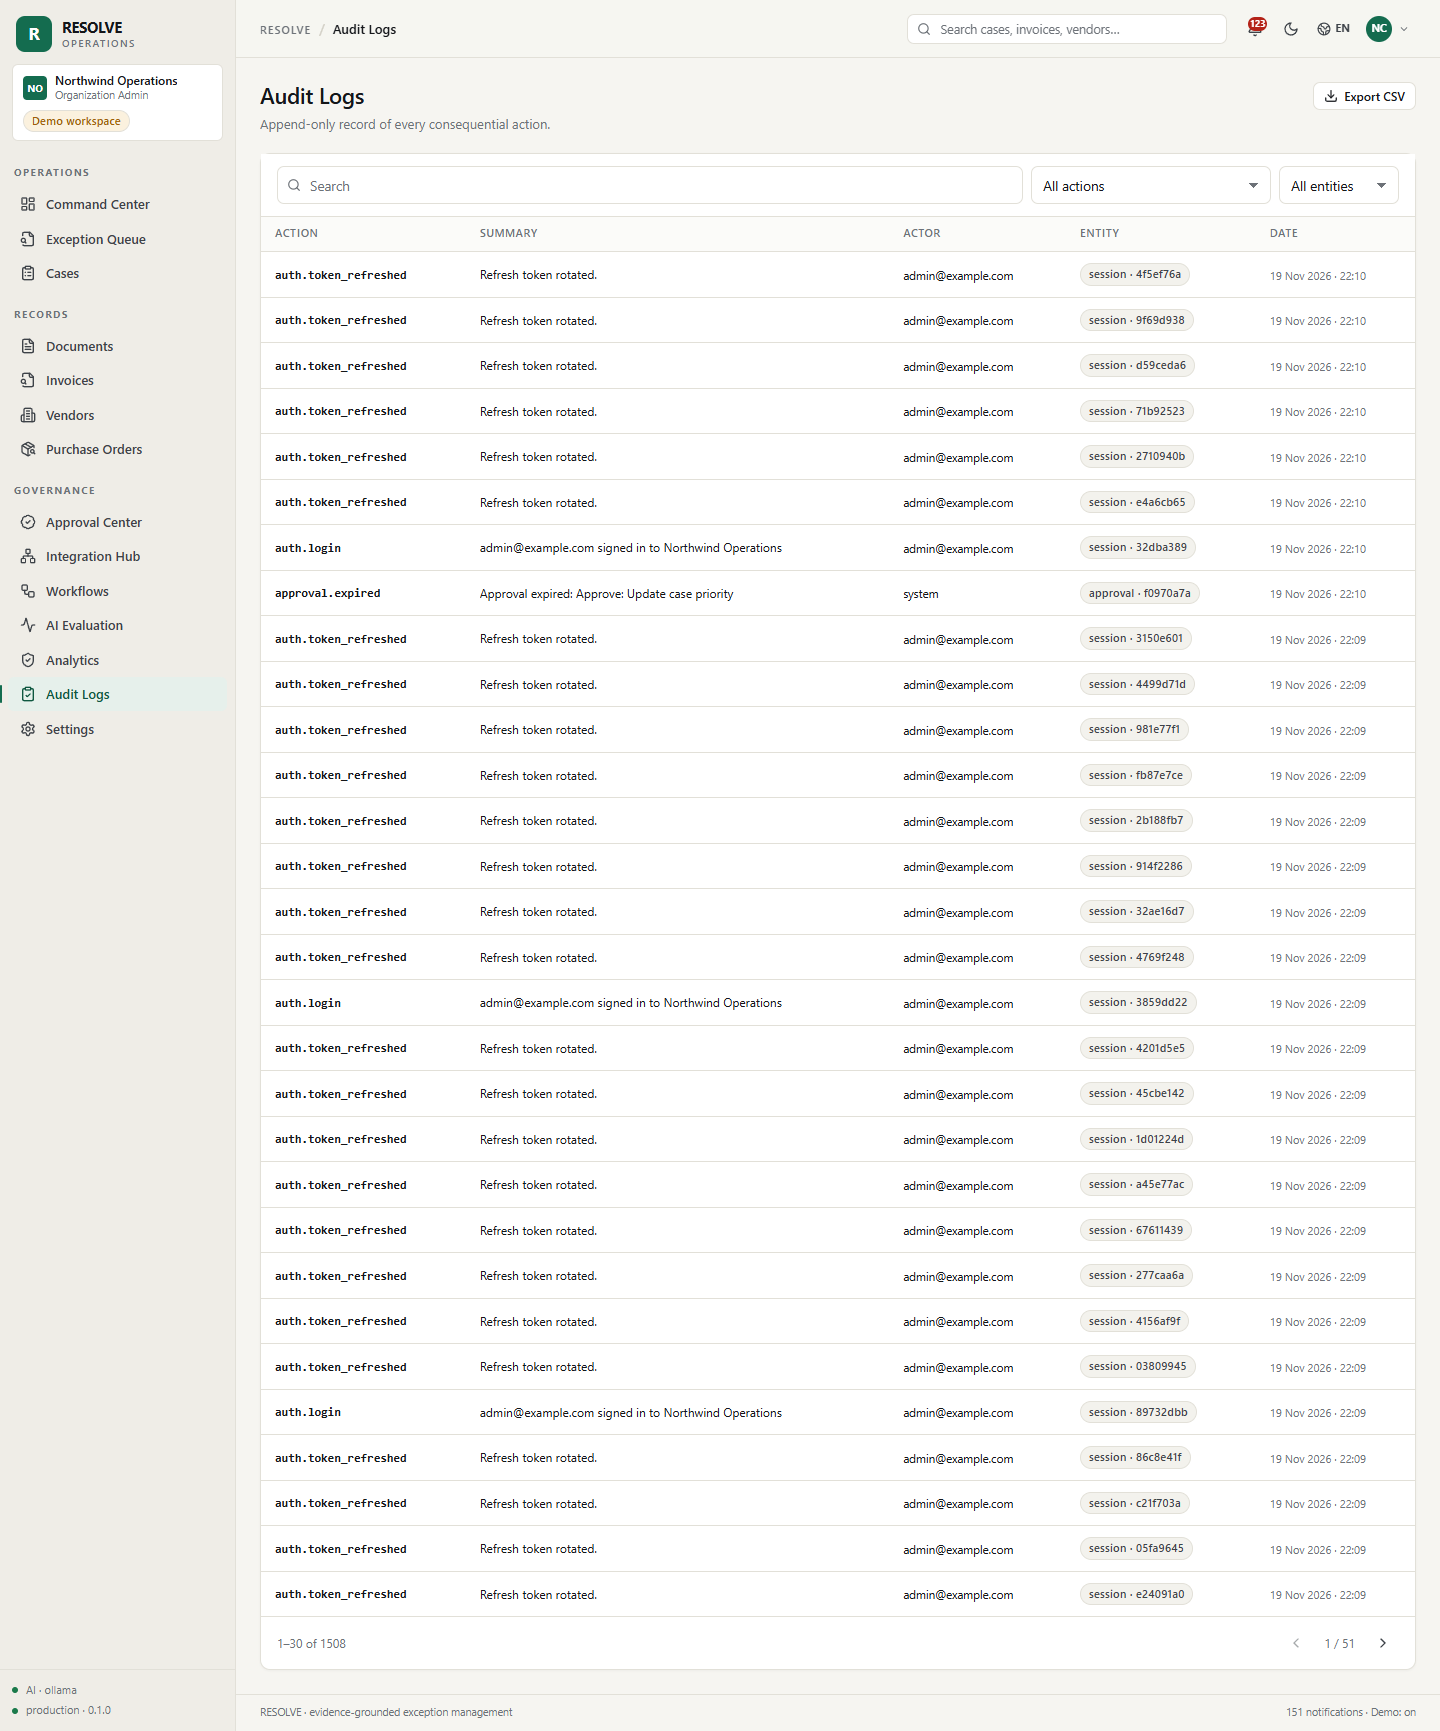 R
RESOLVE
OPERATIONS
NO
Northwind Operations
Organization Admin
Demo workspace
OPERATIONS
Command Center
Exception Queue
Cases
RECORDS
Documents
Invoices
Vendors
Purchase Orders
GOVERNANCE
Approval Center
Integration Hub
Workflows
AI Evaluation
Analytics
Audit Logs
Settings
AI · ollama
production · 0.1.0
RESOLVE / Audit Logs
Search cases, invoices, vendors...
123
EN
NC
Audit Logs
Append-only record of every consequential action.
Export CSV
Search
All actions
All entities
ACTION SUMMARY ACTOR ENTITY DATE
auth.token_refreshed Refresh token rotated. admin@example.com session · 4f5ef76a 19 Nov 2026 · 22:10
auth.token_refreshed Refresh token rotated. admin@example.com session · 9f69d938 19 Nov 2026 · 22:10
auth.token_refreshed Refresh token rotated. admin@example.com session · d59ceda6 19 Nov 2026 · 22:10
auth.token_refreshed Refresh token rotated. admin@example.com session · 71b92523 19 Nov 2026 · 22:10
auth.token_refreshed Refresh token rotated. admin@example.com session · 2710940b 19 Nov 2026 · 22:10
auth.token_refreshed Refresh token rotated. admin@example.com session · e4a6cb65 19 Nov 2026 · 22:10
auth.login admin@example.com signed in to Northwind Operations admin@example.com session · 32dba389 19 Nov 2026 · 22:10
approval.expired Approval expired: Approve: Update case priority system approval · f0970a7a 19 Nov 2026 · 22:10
auth.token_refreshed Refresh token rotated. admin@example.com session · 3150e601 19 Nov 2026 · 22:09
auth.token_refreshed Refresh token rotated. admin@example.com session · 4499d71d 19 Nov 2026 · 22:09
auth.token_refreshed Refresh token rotated. admin@example.com session · 981e77f1 19 Nov 2026 · 22:09
auth.token_refreshed Refresh token rotated. admin@example.com session · fb87e7ce 19 Nov 2026 · 22:09
auth.token_refreshed Refresh token rotated. admin@example.com session · 2b188fb7 19 Nov 2026 · 22:09
auth.token_refreshed Refresh token rotated. admin@example.com session · 914f2286 19 Nov 2026 · 22:09
auth.token_refreshed Refresh token rotated. admin@example.com session · 32ae16d7 19 Nov 2026 · 22:09
auth.token_refreshed Refresh token rotated. admin@example.com session · 4769f248 19 Nov 2026 · 22:09
auth.login admin@example.com signed in to Northwind Operations admin@example.com session · 3859dd22 19 Nov 2026 · 22:09
auth.token_refreshed Refresh token rotated. admin@example.com session · 4201d5e5 19 Nov 2026 · 22:09
auth.token_refreshed Refresh token rotated. admin@example.com session · 45cbe142 19 Nov 2026 · 22:09
auth.token_refreshed Refresh token rotated. admin@example.com session · 1d01224d 19 Nov 2026 · 22:09
auth.token_refreshed Refresh token rotated. admin@example.com session · a45e77ac 19 Nov 2026 · 22:09
auth.token_refreshed Refresh token rotated. admin@example.com session · 67611439 19 Nov 2026 · 22:09
auth.token_refreshed Refresh token rotated. admin@example.com session · 277caa6a 19 Nov 2026 · 22:09
auth.token_refreshed Refresh token rotated. admin@example.com session · 4156af9f 19 Nov 2026 · 22:09
auth.token_refreshed Refresh token rotated. admin@example.com session · 03809945 19 Nov 2026 · 22:09
auth.login admin@example.com signed in to Northwind Operations admin@example.com session · 89732dbb 19 Nov 2026 · 22:09
auth.token_refreshed Refresh token rotated. admin@example.com session · 86c8e41f 19 Nov 2026 · 22:09
auth.token_refreshed Refresh token rotated. admin@example.com session · c21f703a 19 Nov 2026 · 22:09
auth.token_refreshed Refresh token rotated. admin@example.com session · 05fa9645 19 Nov 2026 · 22:09
auth.token_refreshed Refresh token rotated. admin@example.com session · e24091a0 19 Nov 2026 · 22:09
1–30 of 1508
1 / 51
RESOLVE · evidence-grounded exception management
151 notifications · Demo: on